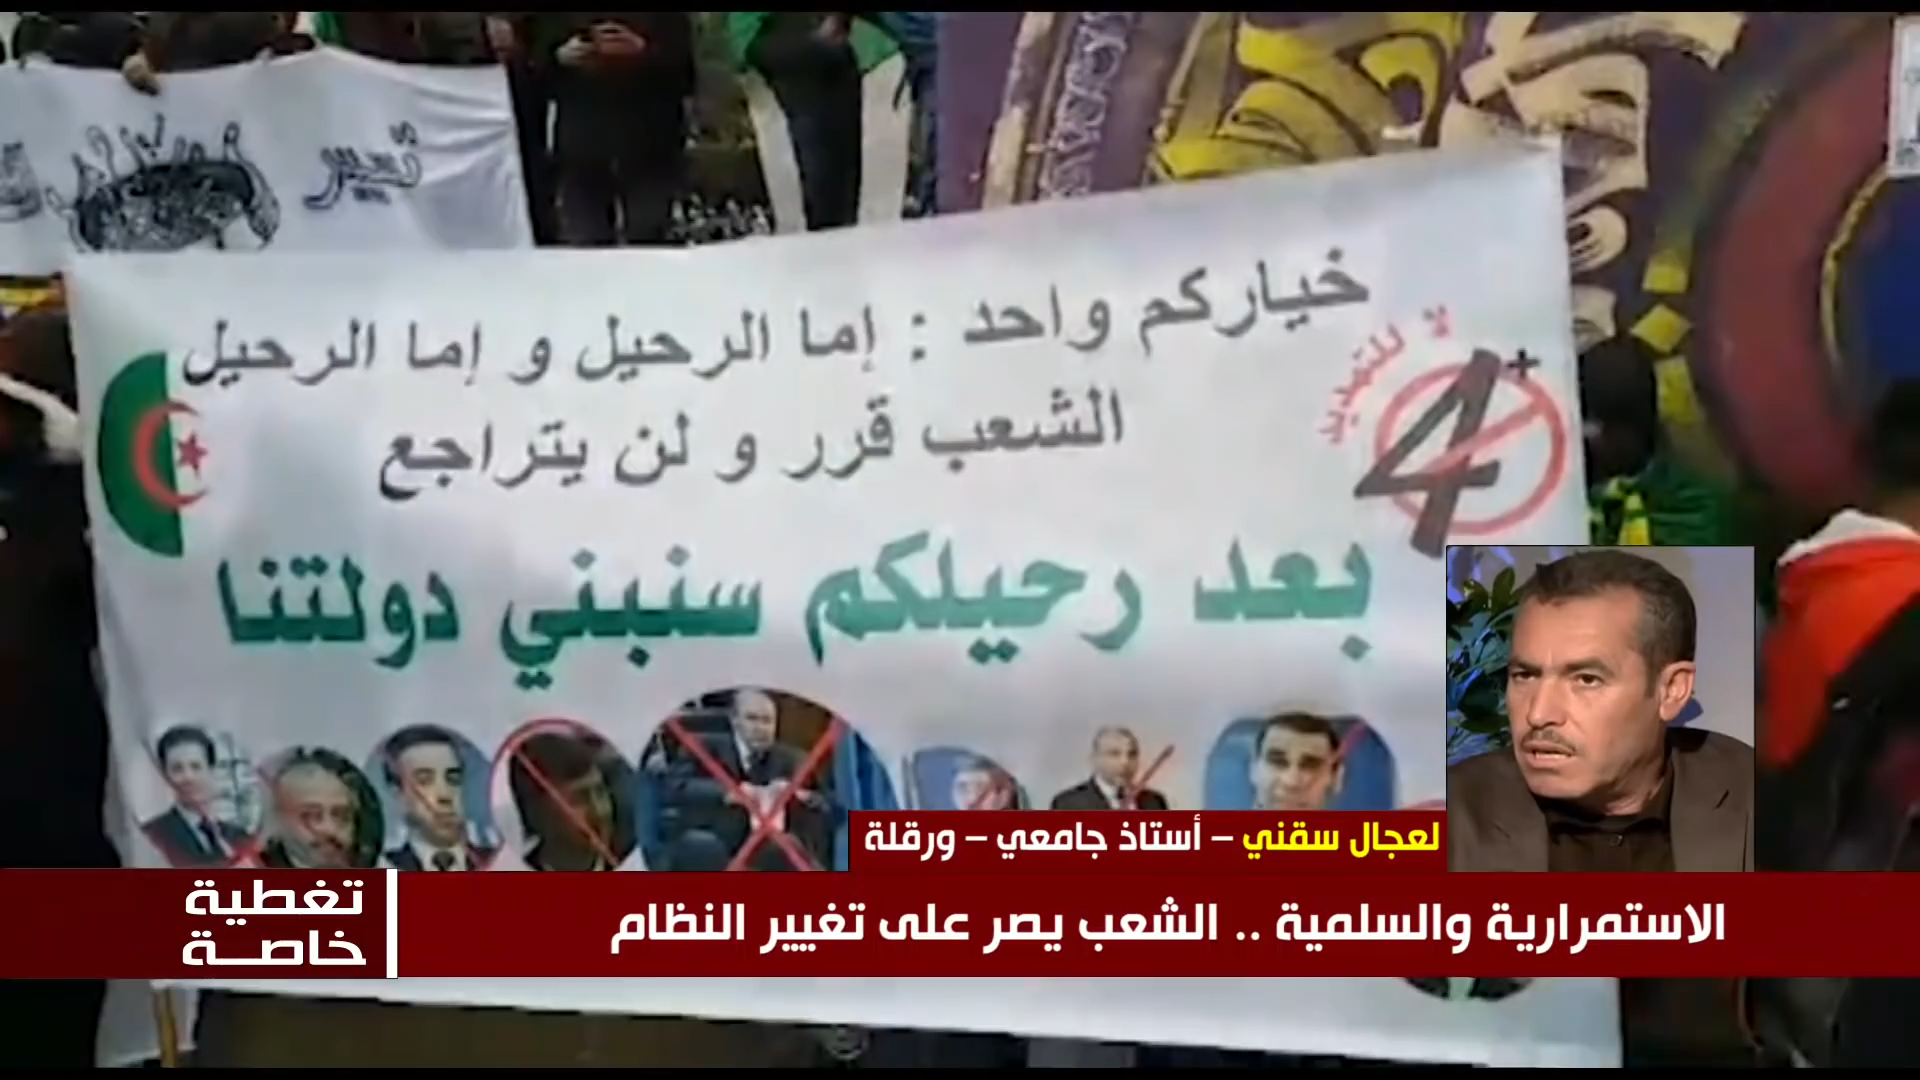 تسيير
خياركم واحد : إما الرحيل و إما الرحيل
الشعب قرر و لن يتراجع
لا للتمديد
4+
بعد رحيلكم سنبني دولتنا
لعجال سقني – أستاذ جامعي – ورقلة
الاستمرارية والسلمية .. الشعب يصر على تغيير النظام
تغطية
خاصة